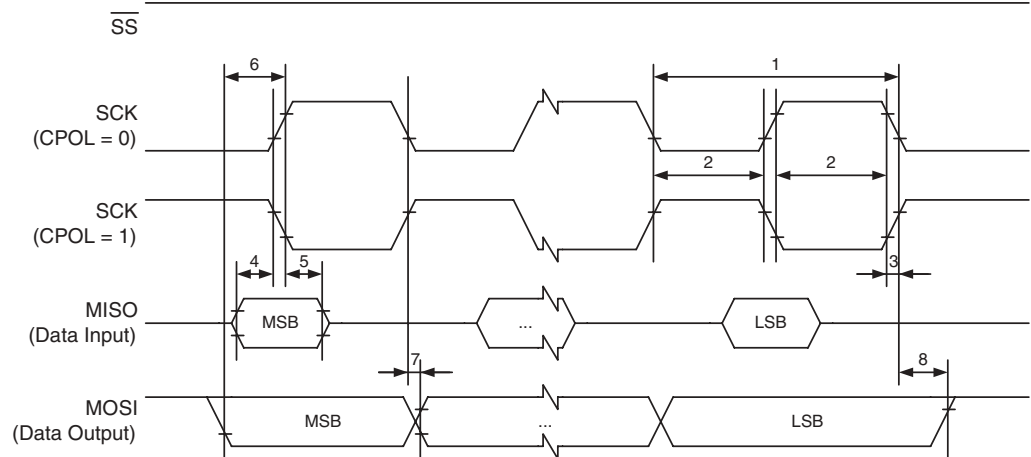 SS
6
1
SCK
(CPOL = 0)
2
2
SCK
(CPOL = 1)
4
5
3
MISO
(Data Input)
MSB
...
LSB
7
8
MOSI
(Data Output)
MSB
...
LSB